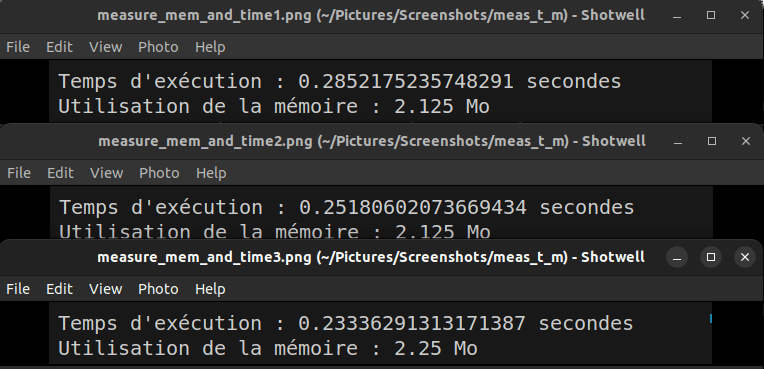 measure_mem_and_time1.png (~/Pictures/Screenshots/meas_t_m) - Shotwell
File Edit View Photo Help
Temps d'exécution : 0.2852175235748291 secondes
Utilisation de la mémoire : 2.125 Mo
measure_mem_and_time2.png (~/Pictures/Screenshots/meas_t_m) - Shotwell
File Edit View Photo Help
Temps d'exécution : 0.25180602073669434 secondes
Utilisation de la mémoire : 2.125 Mo
measure_mem_and_time3.png (~/Pictures/Screenshots/meas_t_m) - Shotwell
File Edit View Photo Help
Temps d'exécution : 0.23336291313171387 secondes
Utilisation de la mémoire : 2.25 Mo